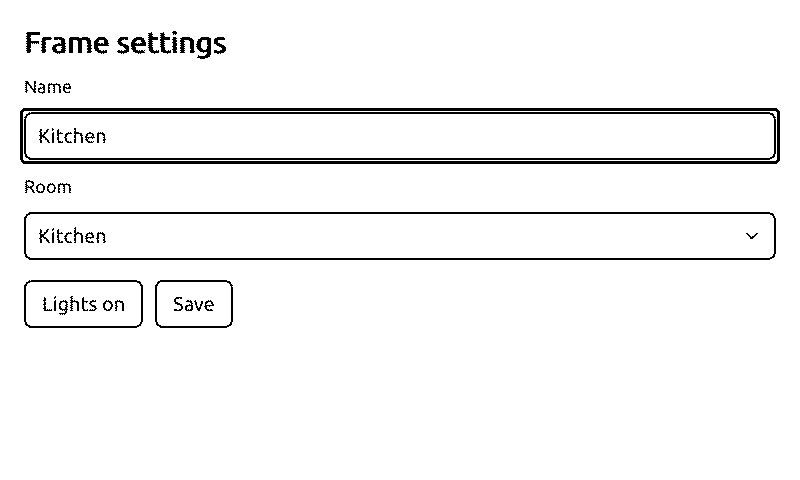 Frame settings
Name
Kitchen
Room
Kitchen
Lights on Save